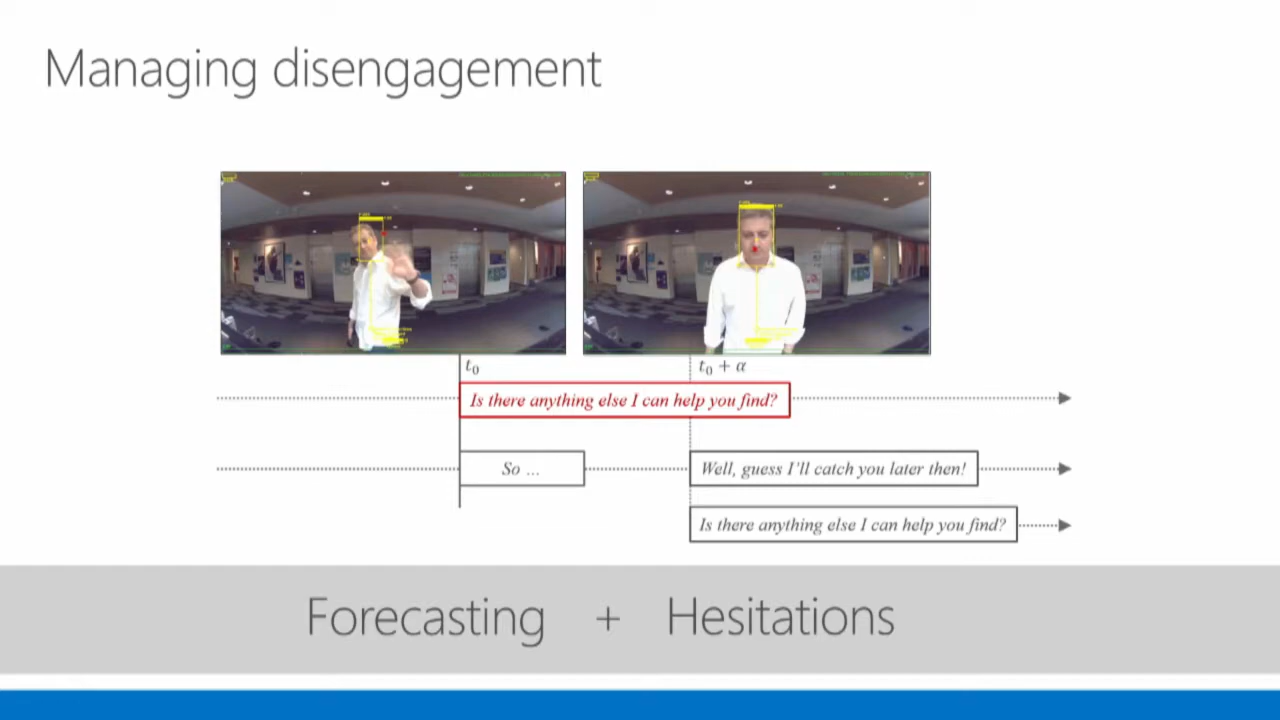 Managing disengagement
t₀
t₀ + α
Is there anything else I can help you find?
So ...
Well, guess I'll catch you later then!
Is there anything else I can help you find?
Forecasting + Hesitations